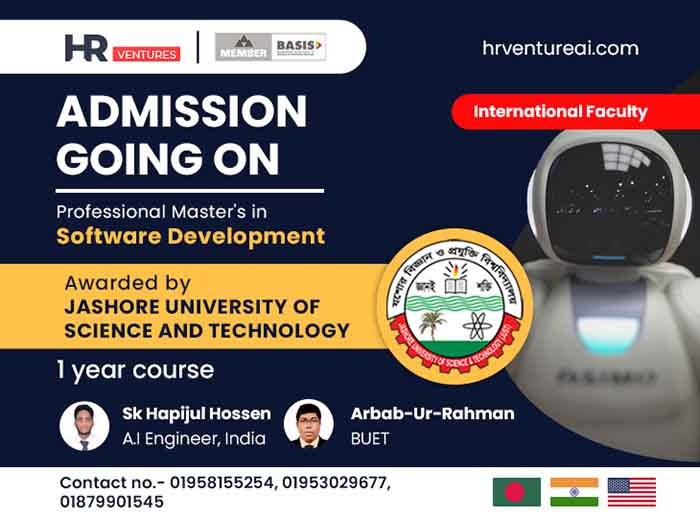 HR VENTURES
MEMBER BASIS
hrventureai.com
ADMISSION
GOING ON
International Faculty
Professional Master's in
Software Development
Awarded by
JASHORE UNIVERSITY OF
SCIENCE AND TECHNOLOGY
যশোর বিজ্ঞান ও প্রযুক্তি বিশ্ববিদ্যালয়
জ্ঞানই শক্তি
JASHORE UNIVERSITY OF SCIENCE & TECHNOLOGY (JUST)
1 year course
Sk Hapijul Hossen
A.I Engineer, India
Arbab-Ur-Rahman
BUET
Contact no.- 01958155254, 01953029677,
01879901545